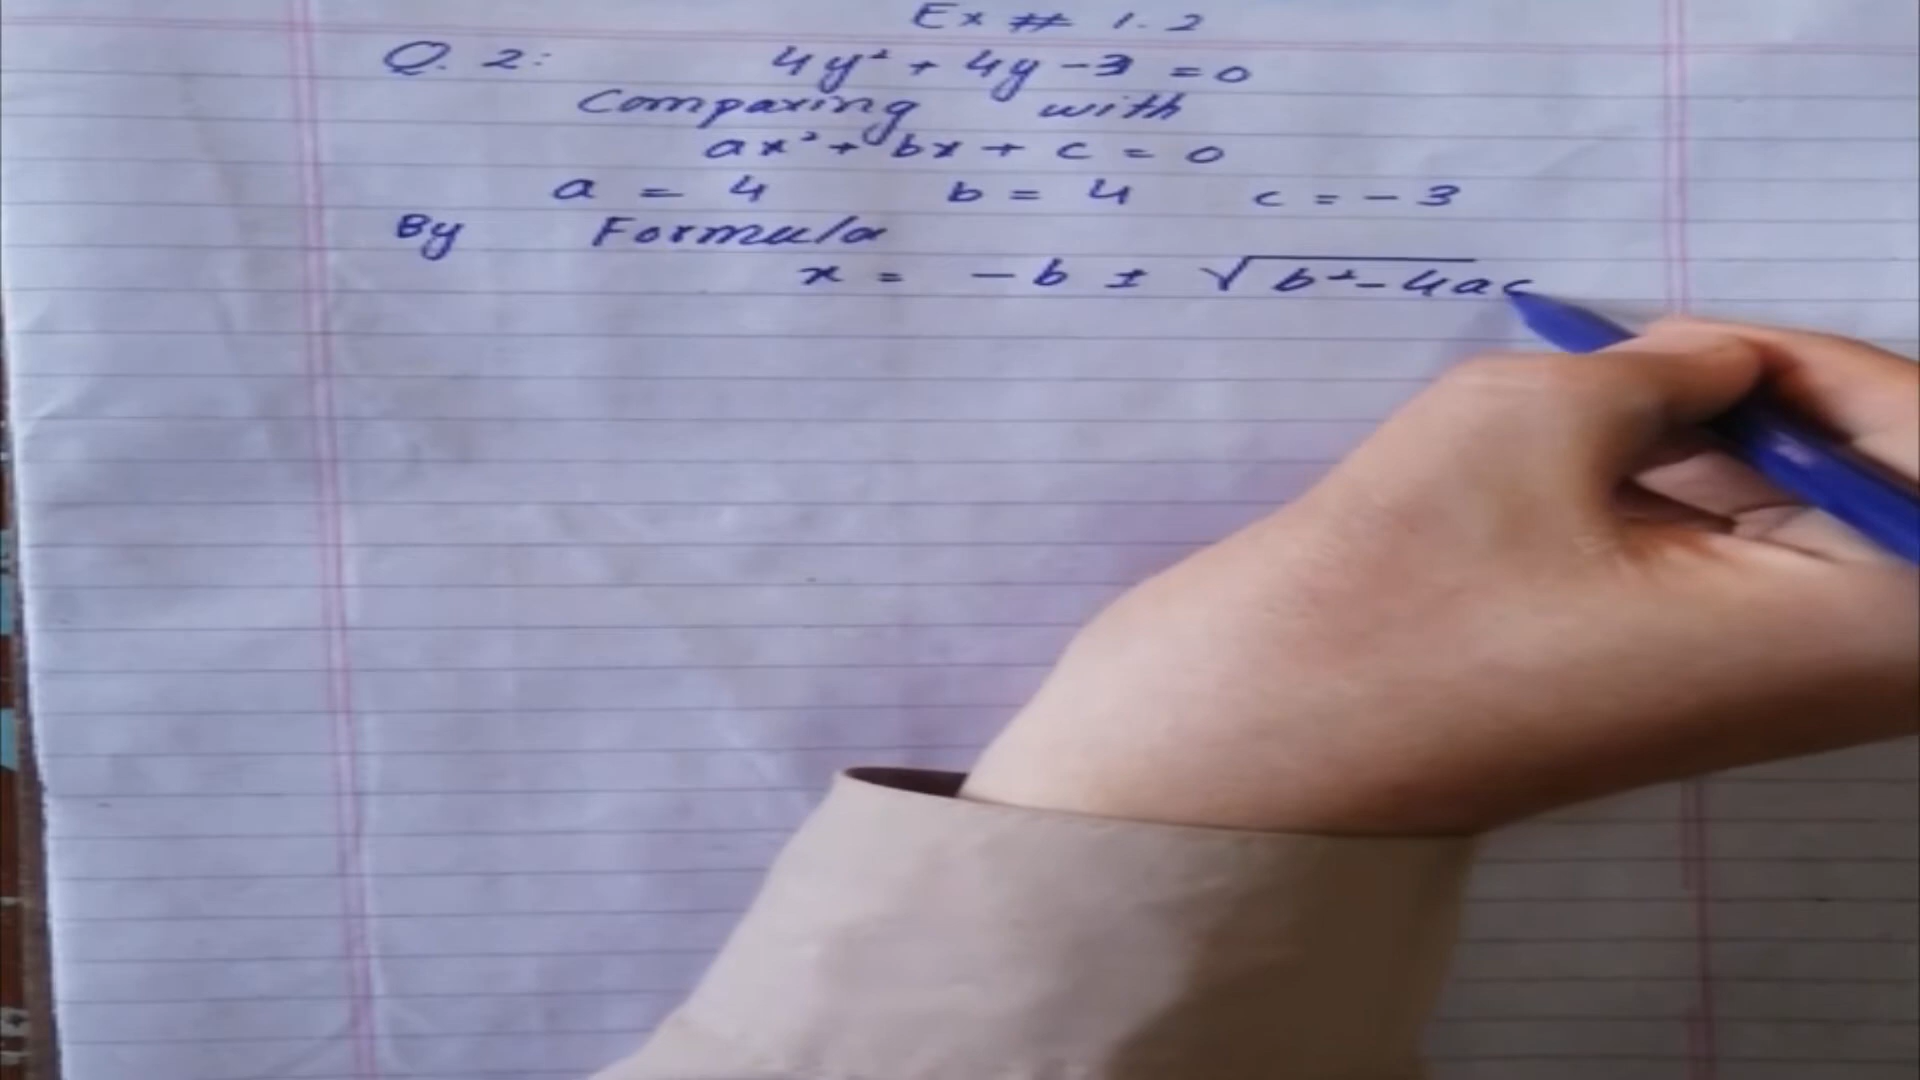 Ex # 1.2
Q. 2: 4y² + 4y - 3 = 0
Comparing with
ax² + bx + c = 0
a = 4 b = 4 c = - 3
By Formula
x = - b ± √b² - 4ac